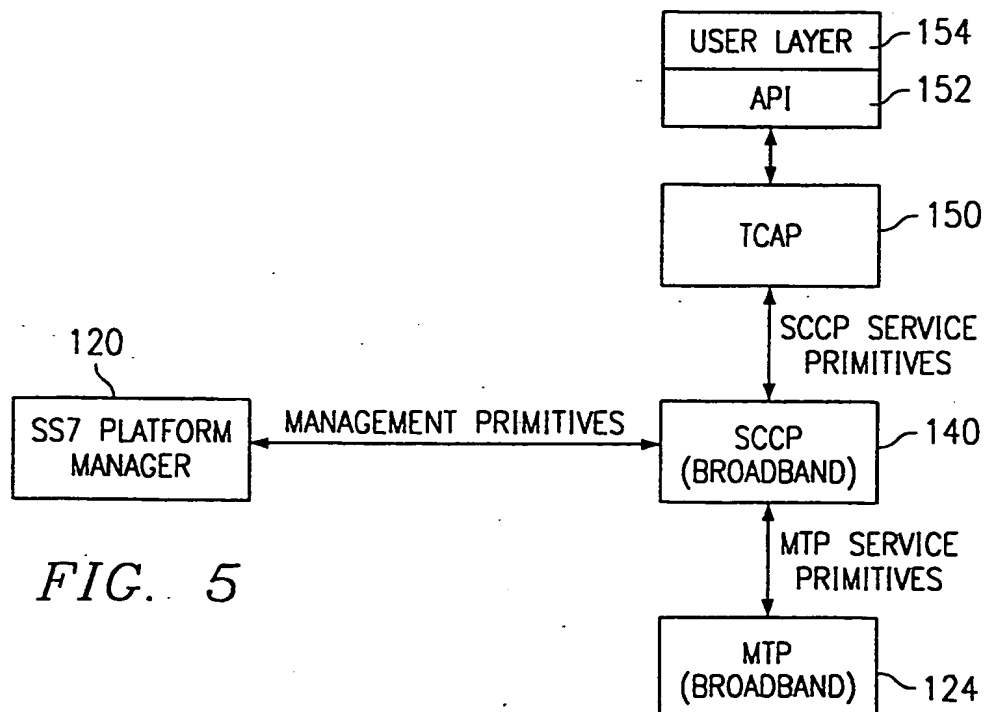 USER LAYER
154
API
152
TCAP
150
SCCP SERVICE
PRIMITIVES
120
SS7 PLATFORM
MANAGER
MANAGEMENT PRIMITIVES
SCCP
(BROADBAND)
140
MTP SERVICE
PRIMITIVES
FIG. 5
MTP
(BROADBAND)
124